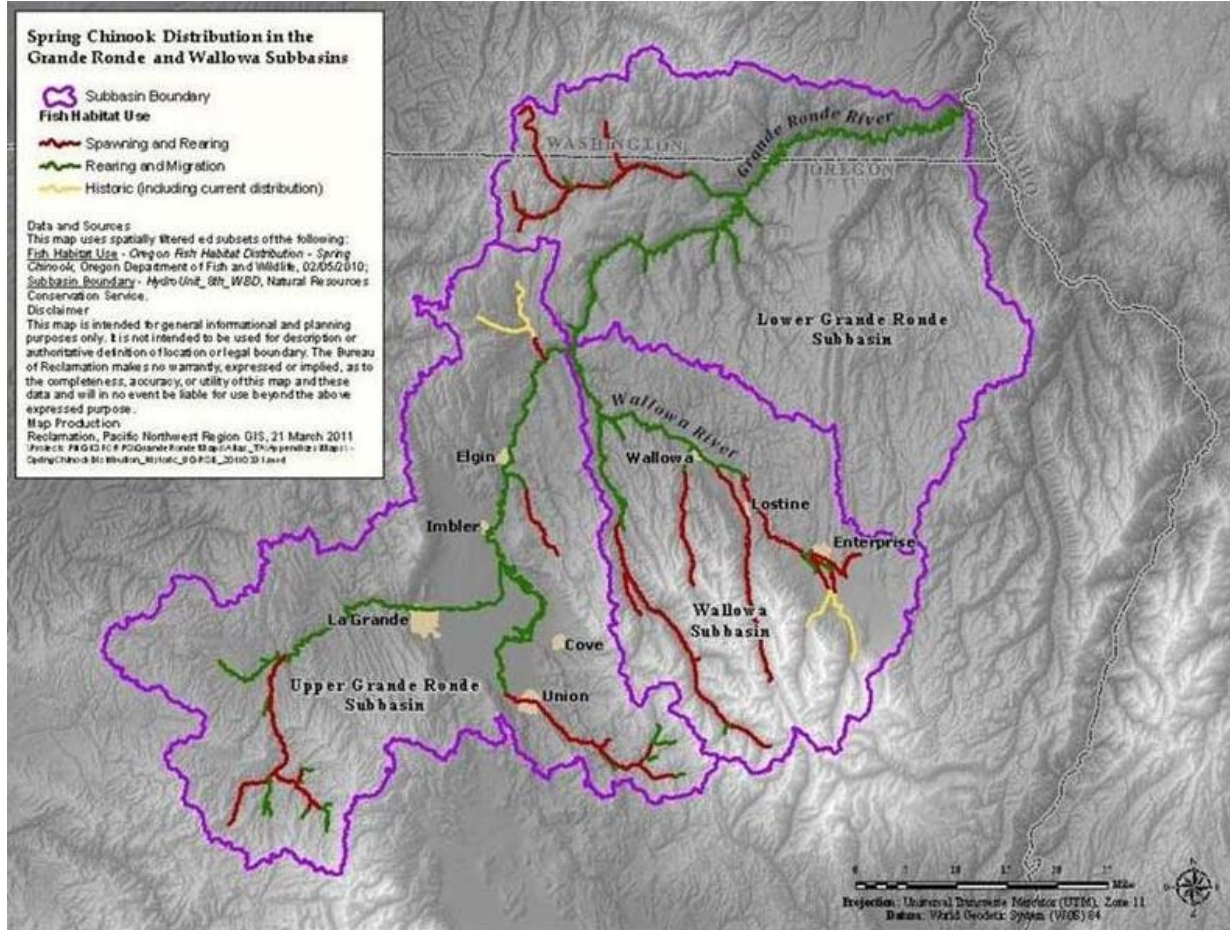 Spring Chinook Distribution in the
Grande Ronde and Wallowa Subbasins
Subbasin Boundary
Fish Habitat Use
Spawning and Rearing
Rearing and Migration
Historic (including current distribution)
Data and Sources
This map uses spatially filtered ed subsets of the following:
Fish Habitat Use - Oregon Fish Habitat Distribution - Spring
Chinook, Oregon Department of Fish and Wildlife, 02/05/2010;
Subbasin Boundary - HydroUnit_8th_WBD, Natural Resources
Conservation Service.
Disclaimer
This map is intended for general informational and planning
purposes only. It is not intended to be used for description or
authoritative definition of location or legal boundary. The Bureau
of Reclamation makes no warrantly, expressed or implied, as to
the completeness, accuracy, or utility of this map and these
data and will in no event be liable for use beyond the above
expressed purpose.
Map Production
Reclamation, Pacific Northwest Region GIS, 21 March 2011
WASHINGTON
OREGON
IDAHO
Grande Ronde River
Lower Grande Ronde
Subbasin
Wallowa River
Elgin
Wallowa
Lostine
Imbler
Enterprise
La Grande
Wallowa
Subbasin
Cove
Upper Grande Ronde
Subbasin
Union
0 5 10 15 20
Miles
Projection: Universal Transverse Mercator (UTM), Zone 11
Datum: World Geodetic System (WGS) 84